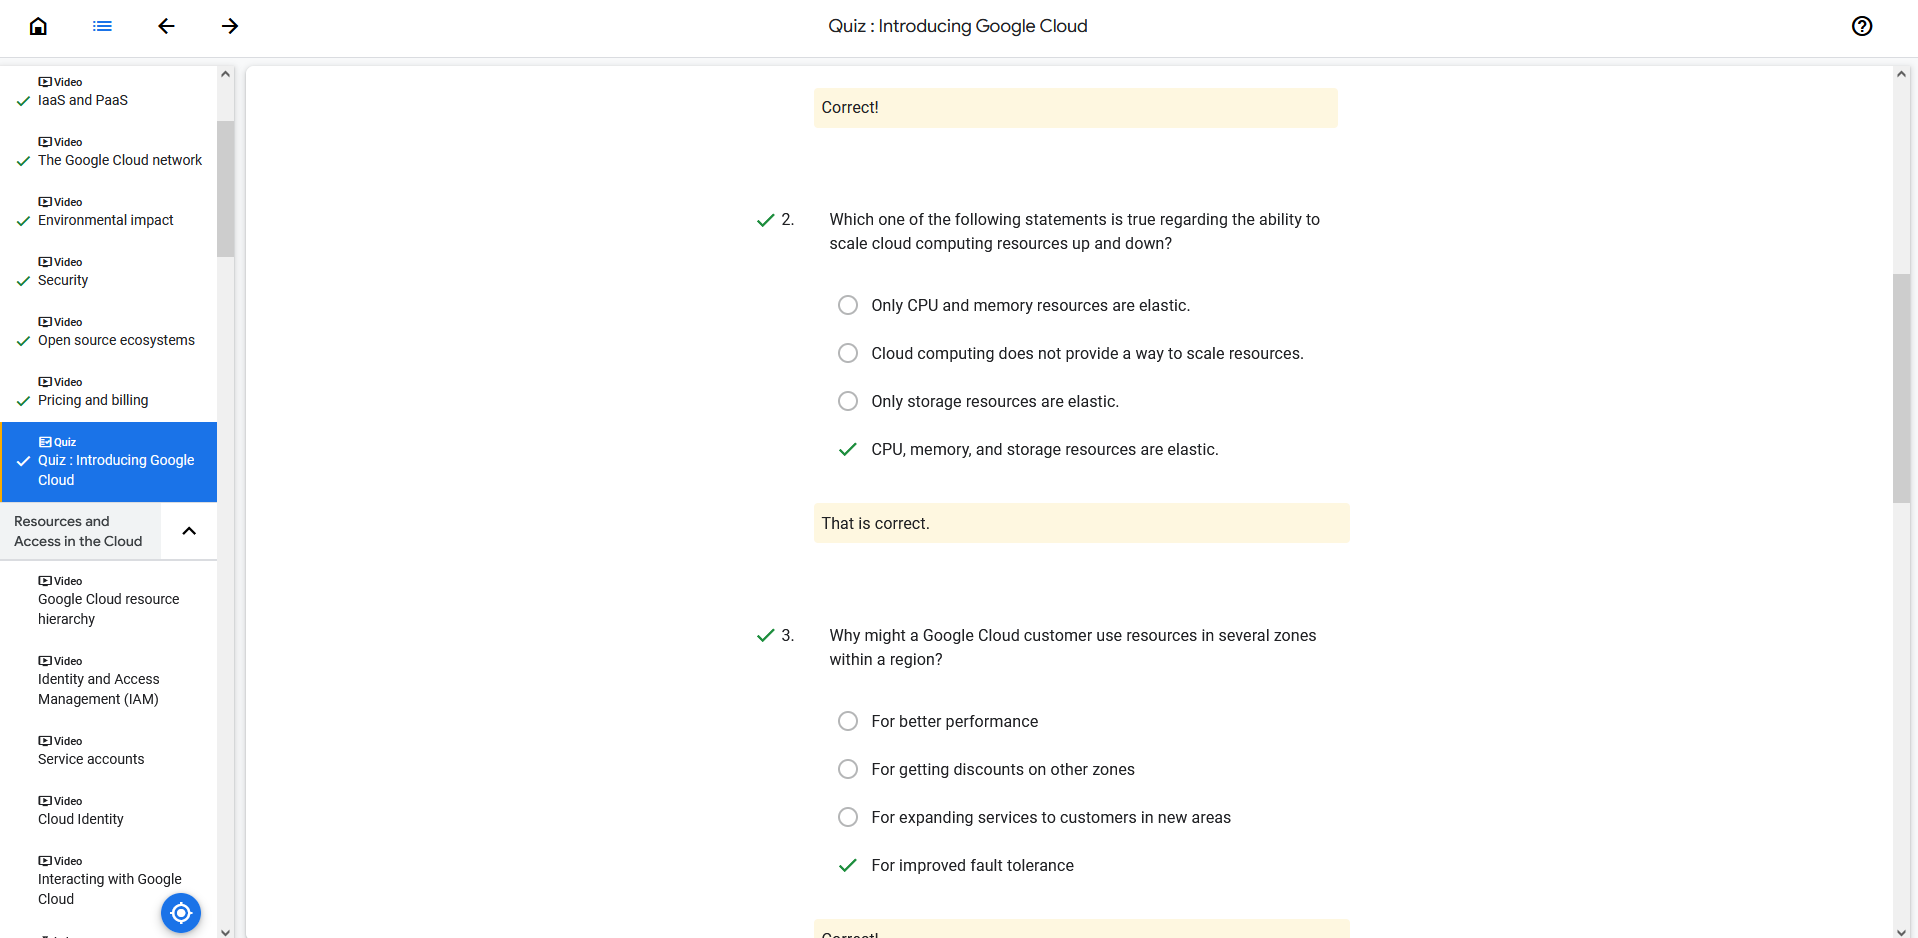 Quiz : Introducing Google Cloud
Video
IaaS and PaaS
Video
The Google Cloud network
Video
Environmental impact
Video
Security
Video
Open source ecosystems
Video
Pricing and billing
Quiz
Quiz : Introducing Google
Cloud
Resources and
Access in the Cloud
Video
Google Cloud resource
hierarchy
Video
Identity and Access
Management (IAM)
Video
Service accounts
Video
Cloud Identity
Video
Interacting with Google
Cloud
Correct!
2. Which one of the following statements is true regarding the ability to
scale cloud computing resources up and down?
Only CPU and memory resources are elastic.
Cloud computing does not provide a way to scale resources.
Only storage resources are elastic.
CPU, memory, and storage resources are elastic.
That is correct.
3. Why might a Google Cloud customer use resources in several zones
within a region?
For better performance
For getting discounts on other zones
For expanding services to customers in new areas
For improved fault tolerance
Correct!